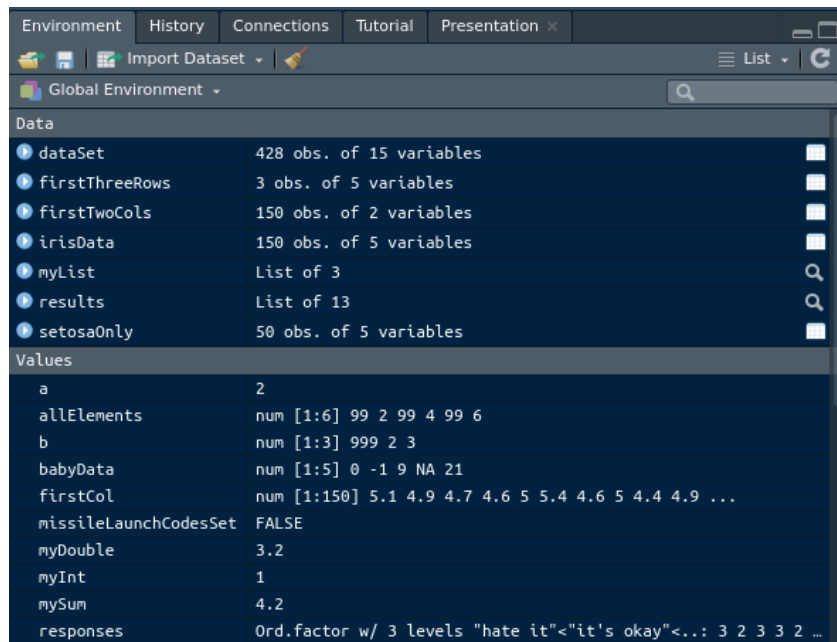 Environment History Connections Tutorial Presentation
Import Dataset List
Global Environment
Data
dataSet 428 obs. of 15 variables
firstThreeRows 3 obs. of 5 variables
firstTwoCols 150 obs. of 2 variables
irisData 150 obs. of 5 variables
myList List of 3
results List of 13
setosaOnly 50 obs. of 5 variables
Values
a 2
allElements num [1:6] 99 2 99 4 99 6
b num [1:3] 999 2 3
babyData num [1:5] 0 -1 9 NA 21
firstCol num [1:150] 5.1 4.9 4.7 4.6 5 5.4 4.6 5 4.4 4.9 ...
missileLaunchCodesSet FALSE
myDouble 3.2
myInt 1
mySum 4.2
responses Ord.factor w/ 3 levels "hate it"<"it's okay"<..: 3 2 3 3 2 …